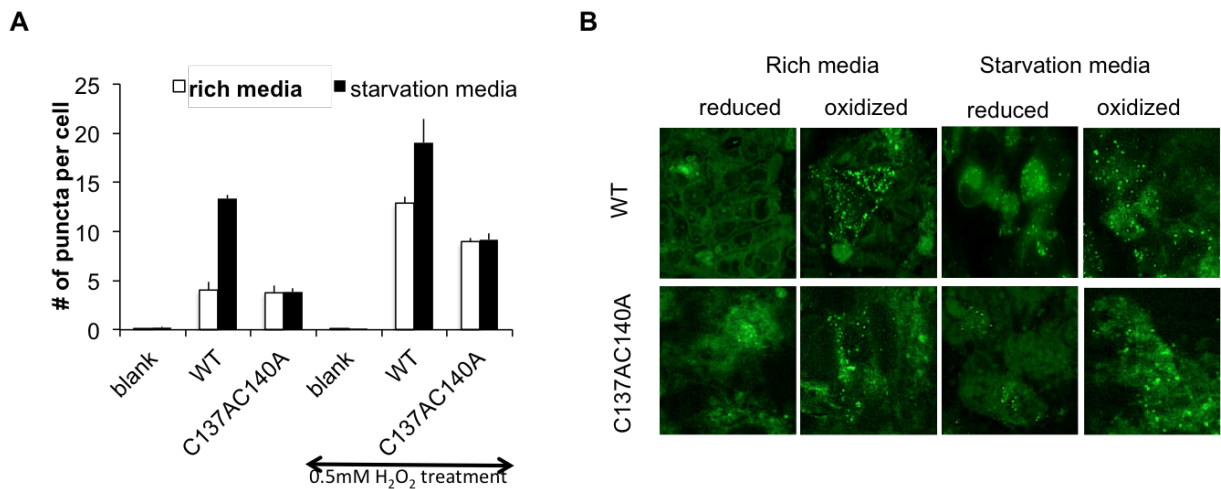 A
# of puncta per cell
25
20
15
10
5
0
rich media
starvation media
blank
WT
C137AC140A
blank
WT
C137AC140A
0.5mM H₂O₂ treatment
B
Rich media Starvation media
reduced oxidized reduced oxidized
WT
C137AC140A